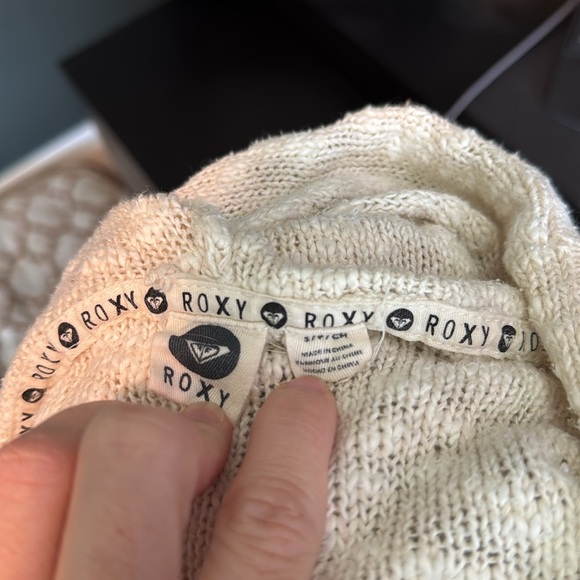 ROXY
ROXY
ROXY
ROXY
ROXY
ROXY
S/P/CH
MADE IN CHINA
FABRIQUÉ EN CHINE
HECHO EN CHINA